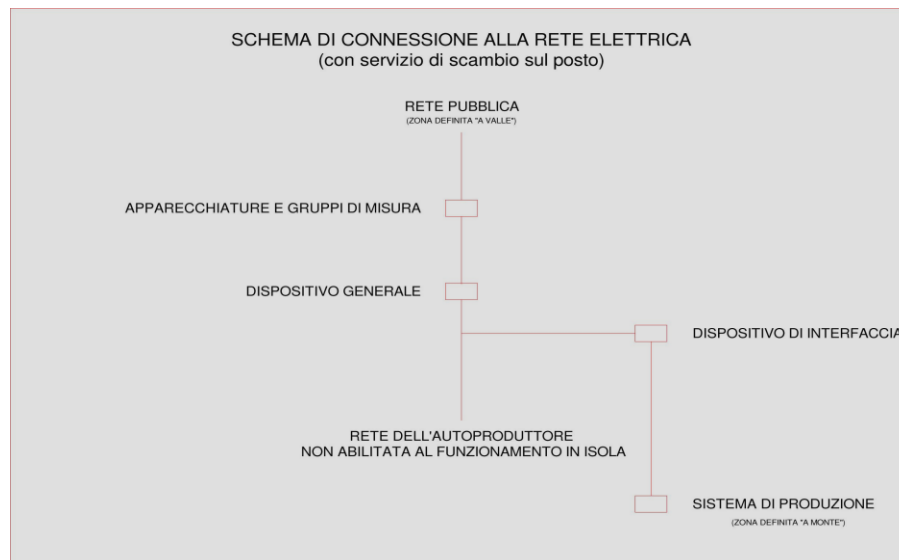 SCHEMA DI CONNESSIONE ALLA RETE ELETTRICA
(con servizio di scambio sul posto)
RETE PUBBLICA
(ZONA DEFINITA "A VALLE")
APPARECCHIATURE E GRUPPI DI MISURA
DISPOSITIVO GENERALE
DISPOSITIVO DI INTERFACCIA
RETE DELL'AUTOPRODUTTORE
NON ABILITATA AL FUNZIONAMENTO IN ISOLA
SISTEMA DI PRODUZIONE
(ZONA DEFINITA "A MONTE")